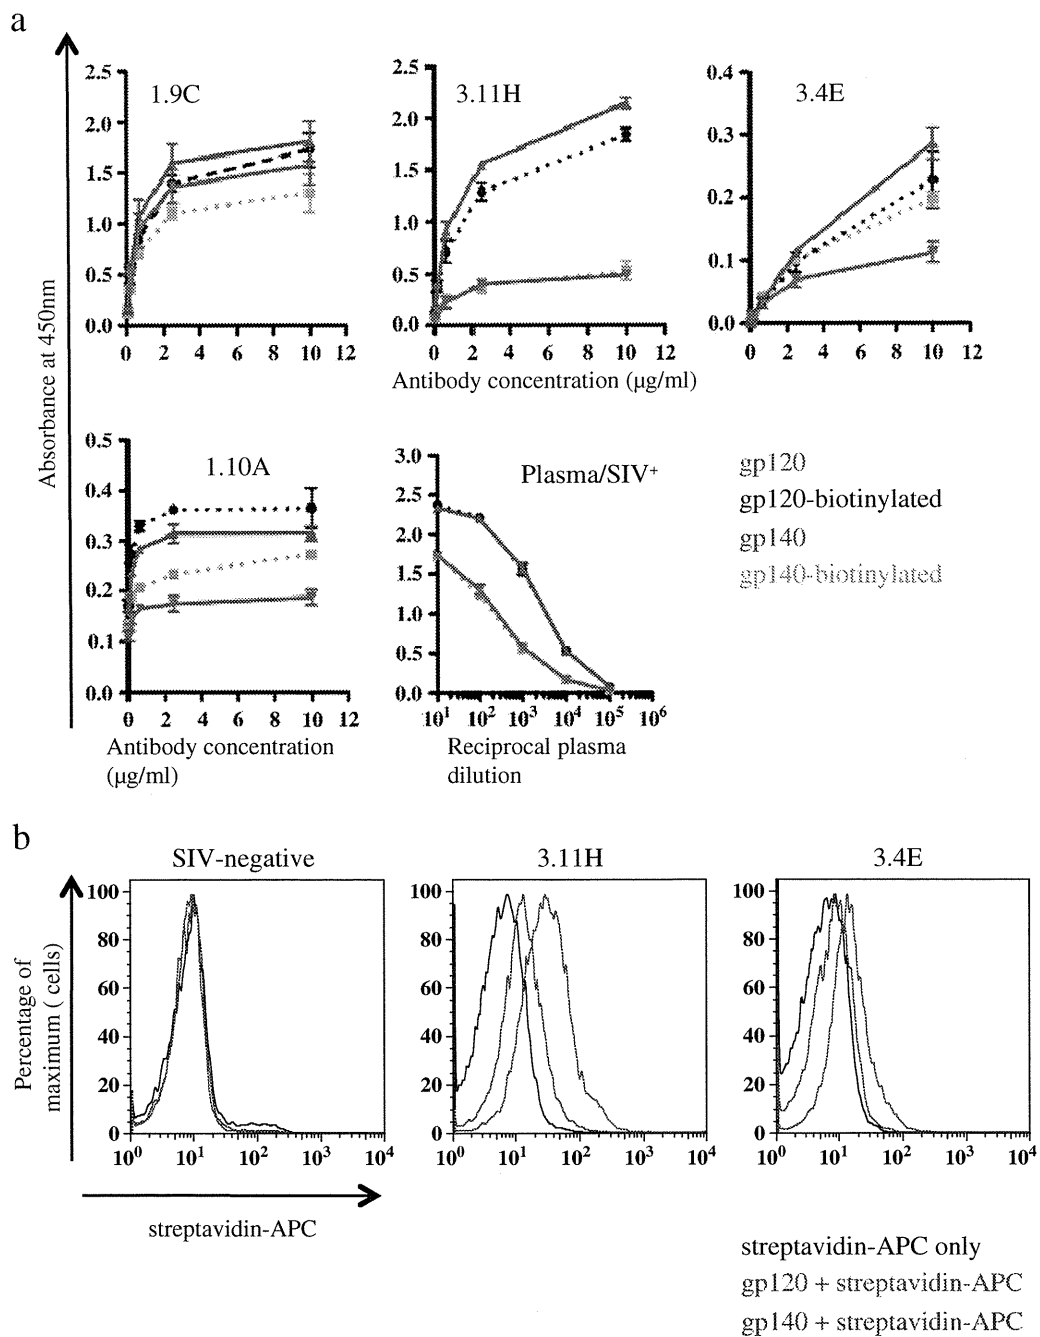 a
1.9C
3.11H
3.4E
2.5
2.0
1.5
1.0
0.5
0.0
0 2 4 6 8 10 12
2.5
2.0
1.5
1.0
0.5
0.0
0 2 4 6 8 10 12
0.4
0.3
0.2
0.1
0.0
0 2 4 6 8 10 12
Antibody concentration (µg/ml)
Absorbance at 450nm
1.10A
0.5
0.4
0.3
0.2
0.1
0.0
0 2 4 6 8 10 12
Antibody concentration
(µg/ml)
Plasma/SIV⁺
3.0
2.5
2.0
1.5
1.0
0.5
0.0
10¹ 10² 10³ 10⁴ 10⁵ 10⁶
Reciprocal plasma
dilution
gp120
gp120-biotinylated
gp140
gp140-biotinylated
b
SIV-negative
3.11H
3.4E
Percentage of
maximum ( cells)
100
80
60
40
20
0
10⁰ 10¹ 10² 10³ 10⁴
100
80
60
40
20
0
10⁰ 10¹ 10² 10³ 10⁴
100
80
60
40
20
0
10⁰ 10¹ 10² 10³ 10⁴
streptavidin-APC
streptavidin-APC only
gp120 + streptavidin-APC
gp140 + streptavidin-APC